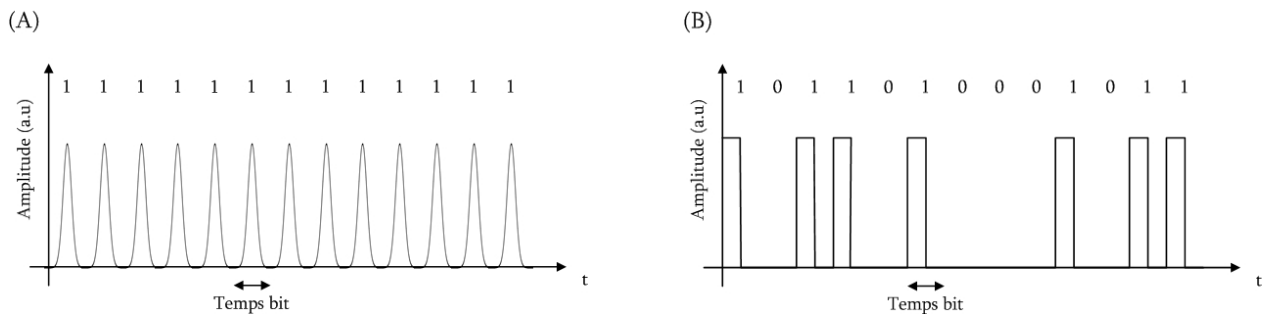 (A)
1 1 1 1 1 1 1 1 1 1 1 1 1
Amplitude (a.u)
t
Temps bit
(B)
1 0 1 1 0 1 0 0 0 1 0 1 1
Amplitude (a.u)
t
Temps bit